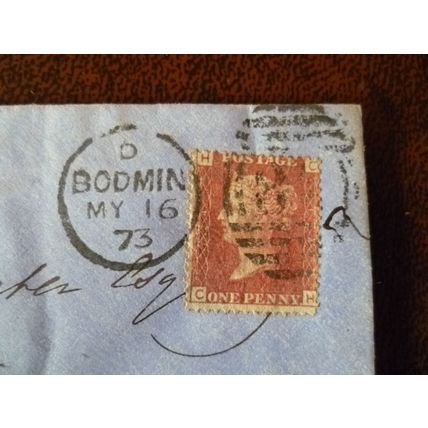 D
BODMIN
MY 16
73
H POSTAGE C
C ONE PENNY H
Esq